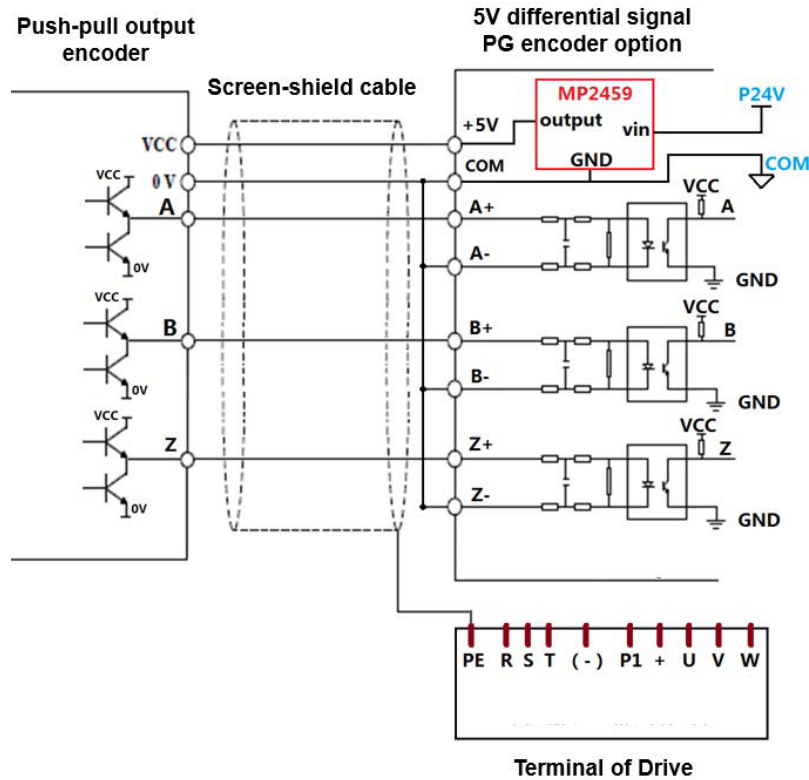 Push-pull output
encoder
5V differential signal
PG encoder option
Screen-shield cable
MP2459
P24V
+5V
output
vin
VCC
COM
GND
COM
0 V
VCC
A
A+
VCC
A
0V
A-
GND
VCC
B
B+
VCC
B
0V
B-
GND
VCC
VCC
Z
Z+
Z
0V
Z-
GND
PE R S T (-) P1 + U V W
Terminal of Drive